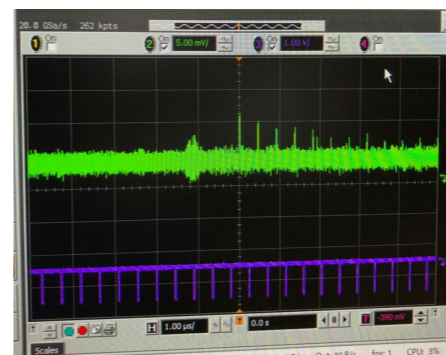 20.0 GSa/s 262 kpts
1 On 2 On 5.00 mV/ 3 On 1.00 V/ 4 On
H 1.00 µs/ 0.0 s 0 T -390 mV
Scales
CPU: 3%